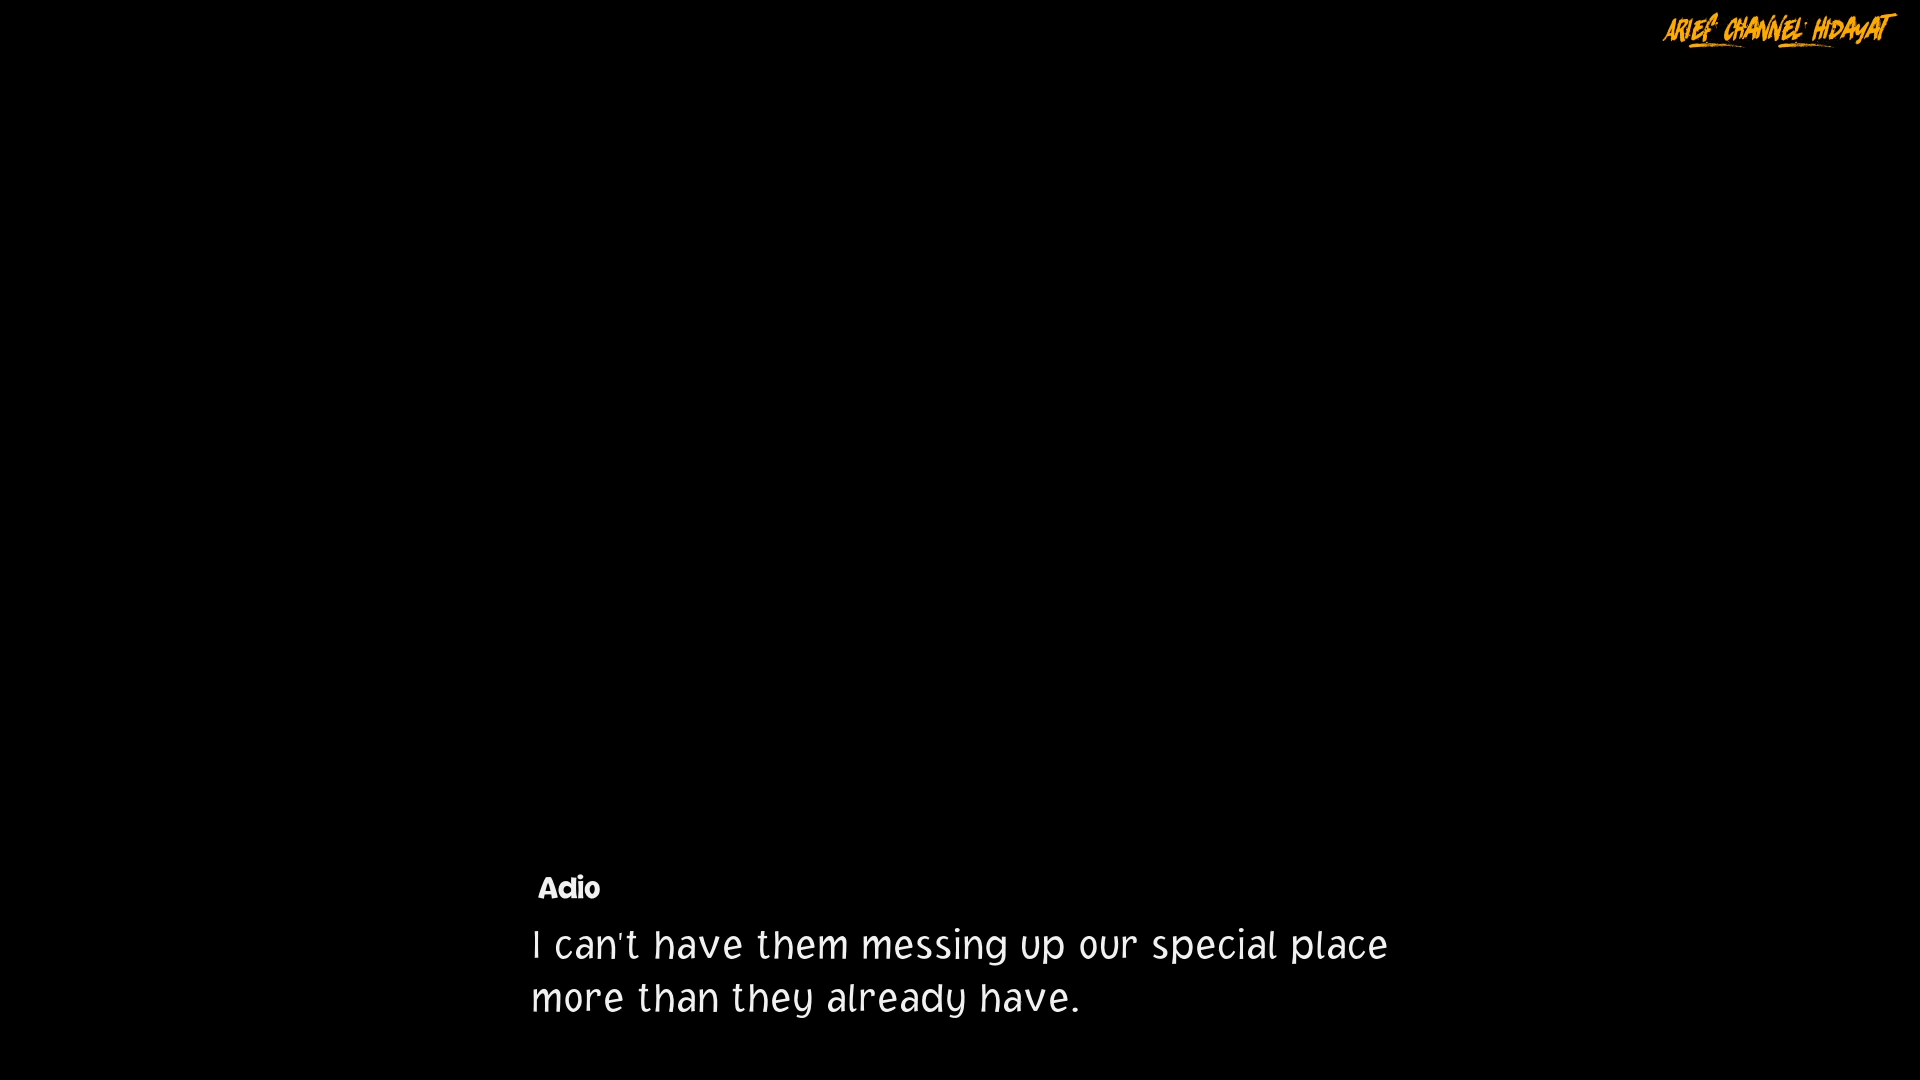 ARIEF CHANNEL HIDAYAT
Adio
I can't have them messing up our special place
more than they already have.